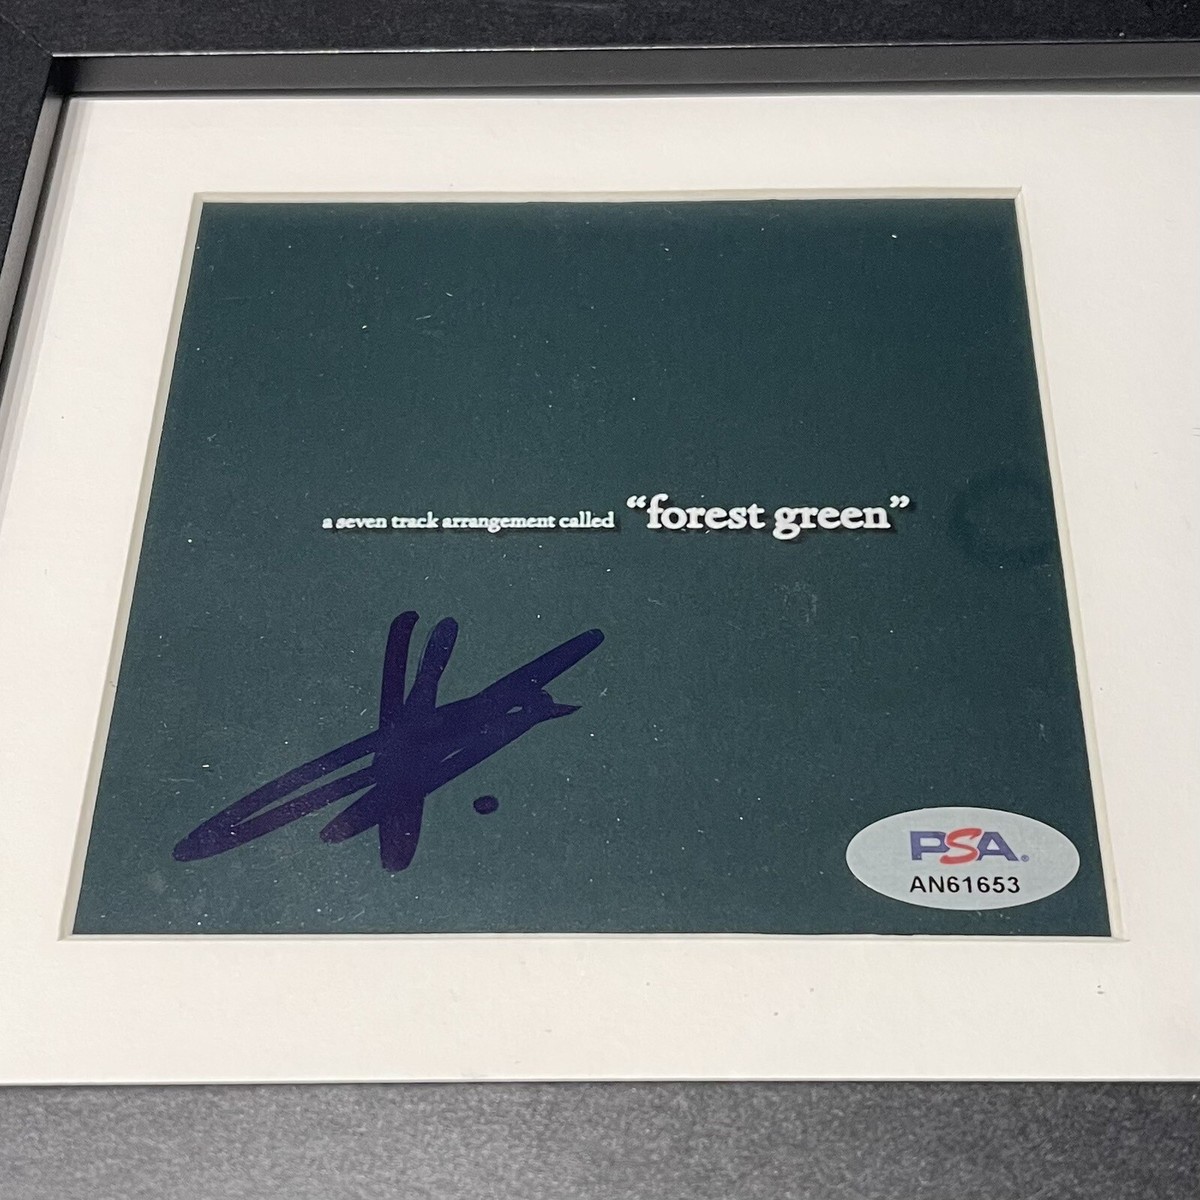 a seven track arrangement called “forest green”
PSA®
AN61653